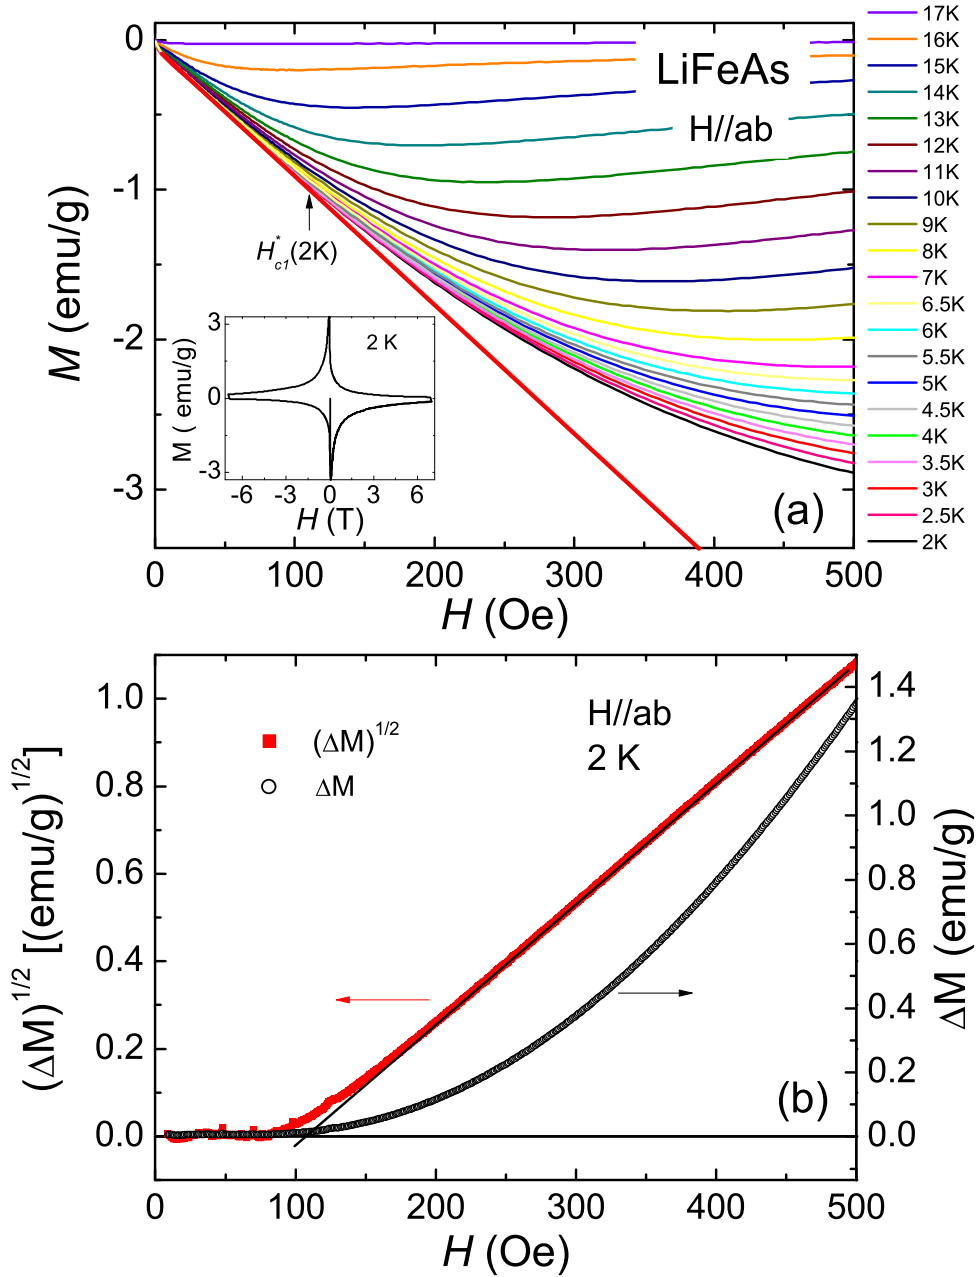 0
-1
-2
-3
M (emu/g)
LiFeAs
H//ab
H*c1(2K)
3
0
-3
M ( emu/g)
2 K
-6 -3 0 3 6
H (T)
(a)
0 100 200 300 400 500
H (Oe)
17K
16K
15K
14K
13K
12K
11K
10K
9K
8K
7K
6.5K
6K
5.5K
5K
4.5K
4K
3.5K
3K
2.5K
2K
1.0
0.8
0.6
0.4
0.2
0.0
(ΔM)^1/2 [(emu/g)^1/2]
(ΔM)^1/2
ΔM
H//ab
2 K
(b)
1.4
1.2
1.0
0.8
0.6
0.4
0.2
0.0
ΔM (emu/g)
0 100 200 300 400 500
H (Oe)